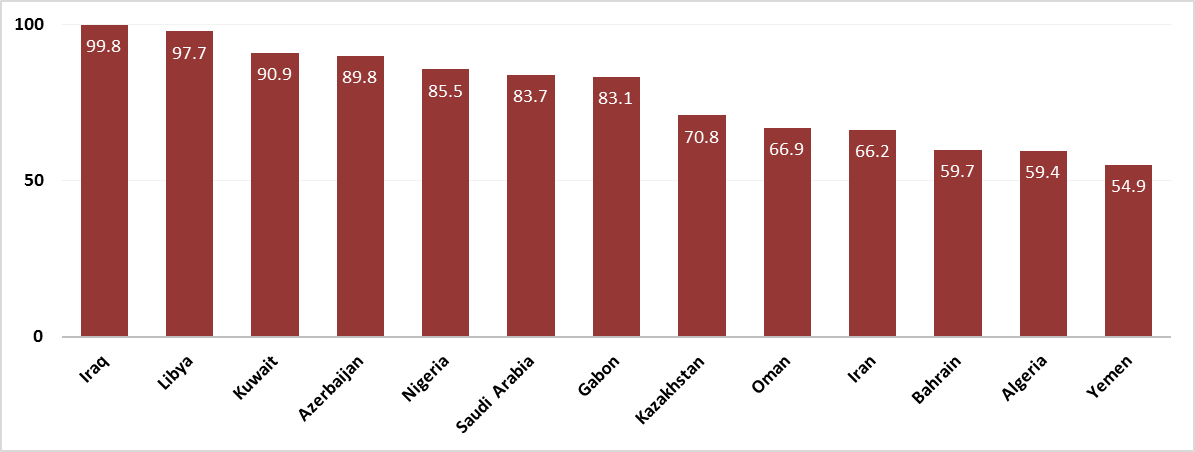 100
50
0
99.8
97.7
90.9
89.8
85.5
83.7
83.1
70.8
66.9
66.2
59.7
59.4
54.9
Iraq
Libya
Kuwait
Azerbaijan
Nigeria
Saudi Arabia
Gabon
Kazakhstan
Oman
Iran
Bahrain
Algeria
Yemen